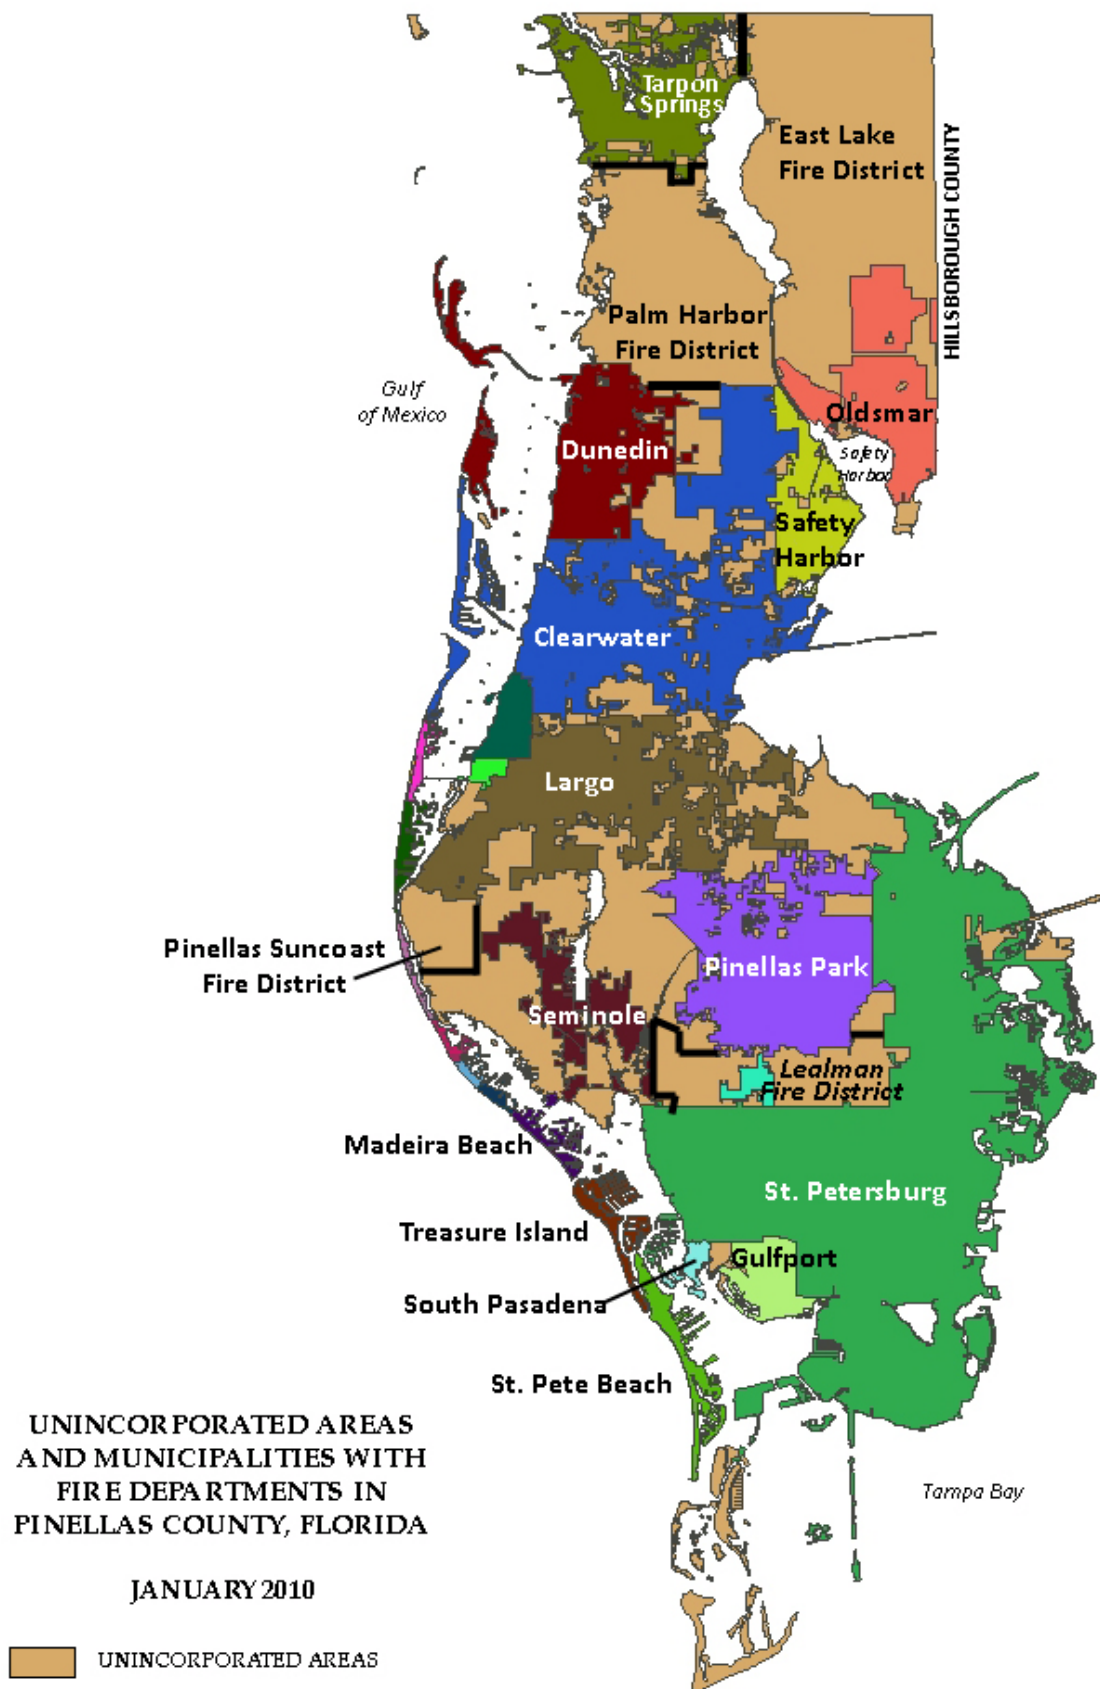 Tarpon
Springs
East Lake
Fire District
HILLSBOROUGH COUNTY
Palm Harbor
Fire District
Gulf
of Mexico
Oldsmar
Dunedin
Safety
Harbor
Safety
Harbor
Clearwater
Largo
Pinellas Suncoast
Fire District
Pinellas Park
Seminole
Lealman
Fire District
Madeira Beach
St. Petersburg
Treasure Island
Gulfport
South Pasadena
St. Pete Beach
UNINCORPORATED AREAS
AND MUNICIPALITIES WITH
FIRE DEPARTMENTS IN
PINELLAS COUNTY, FLORIDA
Tampa Bay
JANUARY 2010
UNINCORPORATED AREAS